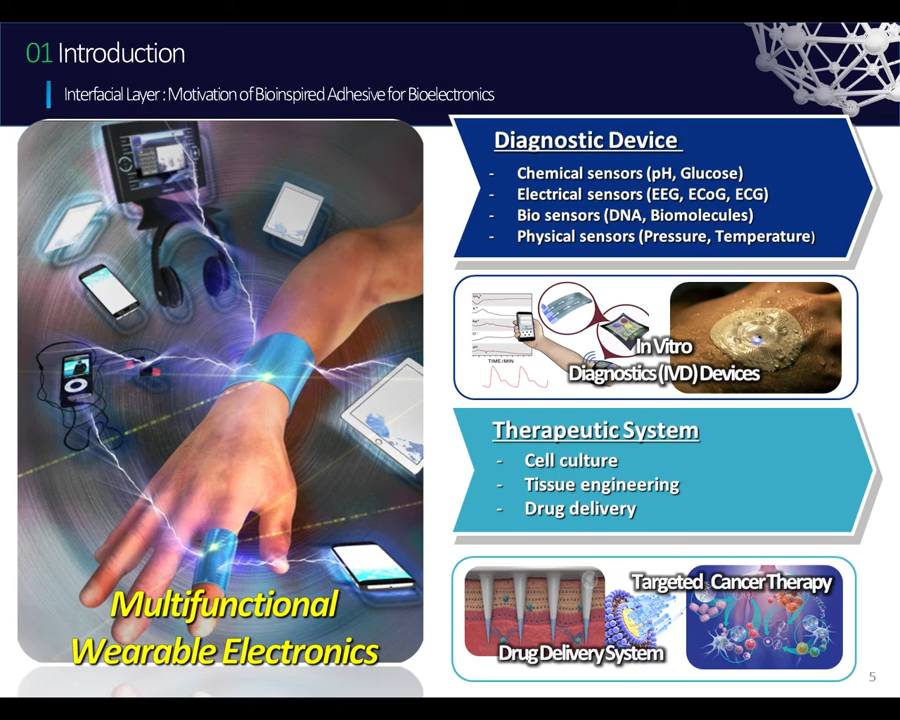 01 Introduction
Interfacial Layer : Motivation of Bioinspired Adhesive for Bioelectronics
Multifunctional
Wearable Electronics
Diagnostic Device
- Chemical sensors (pH, Glucose)
- Electrical sensors (EEG, ECoG, ECG)
- Bio sensors (DNA, Biomolecules)
- Physical sensors (Pressure, Temperature)
TIME/MIN
In Vitro
Diagnostics (IVD) Devices
Therapeutic System
- Cell culture
- Tissue engineering
- Drug delivery
Targeted Cancer Therapy
Drug Delivery System
5